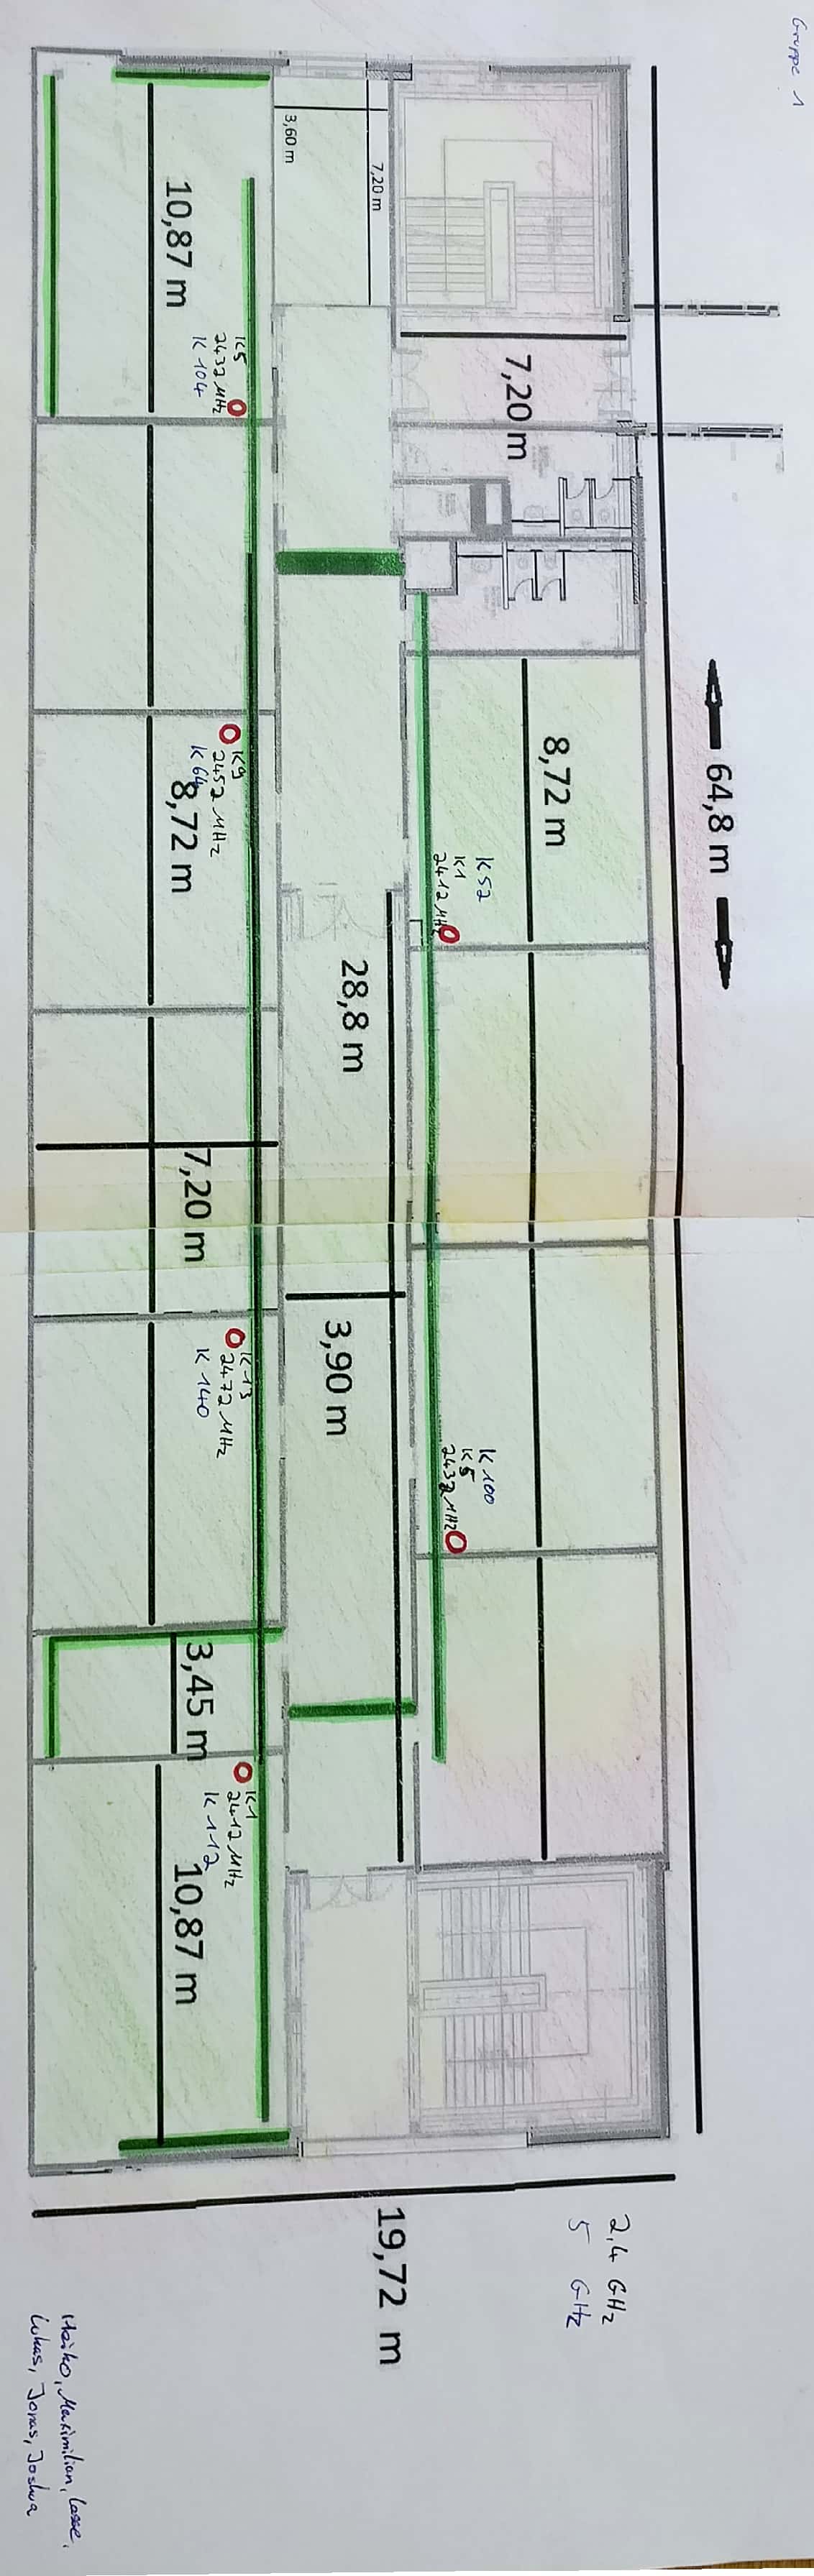 Gruppe 1
64,8 m
7,20 m
8,72 m
K 52
K1
2412 MHz
K 100
K 5
2432 MHz
3,60 m
7,20 m
28,8 m
3,90 m
10,87 m
K5
2432 MHz
K 104
K9
2452 MHz
K 64
8,72 m
7,20 m
K 13
2472 MHz
K 140
3,45 m
K1
2412 MHz
K 112
10,87 m
19,72 m
2,4 GHz
5 GHz
Heiko, Maximilian, Lasse,
Lukas, Jonas, Joshua